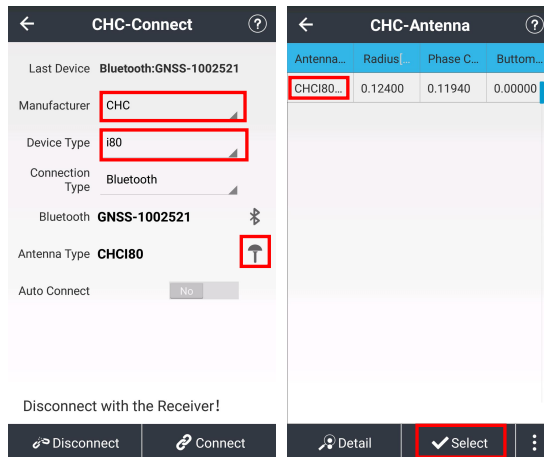 CHC-Connect
?
Last Device Bluetooth:GNSS-1002521
Manufacturer CHC
Device Type i80
Connection
Type Bluetooth
Bluetooth GNSS-1002521
Antenna Type CHCI80
Auto Connect No
Disconnect with the Receiver!
Disconnect Connect
CHC-Antenna
?
Antenna... Radius[... Phase C... Buttom...
CHCI80... 0.12400 0.11940 0.00000
Detail Select